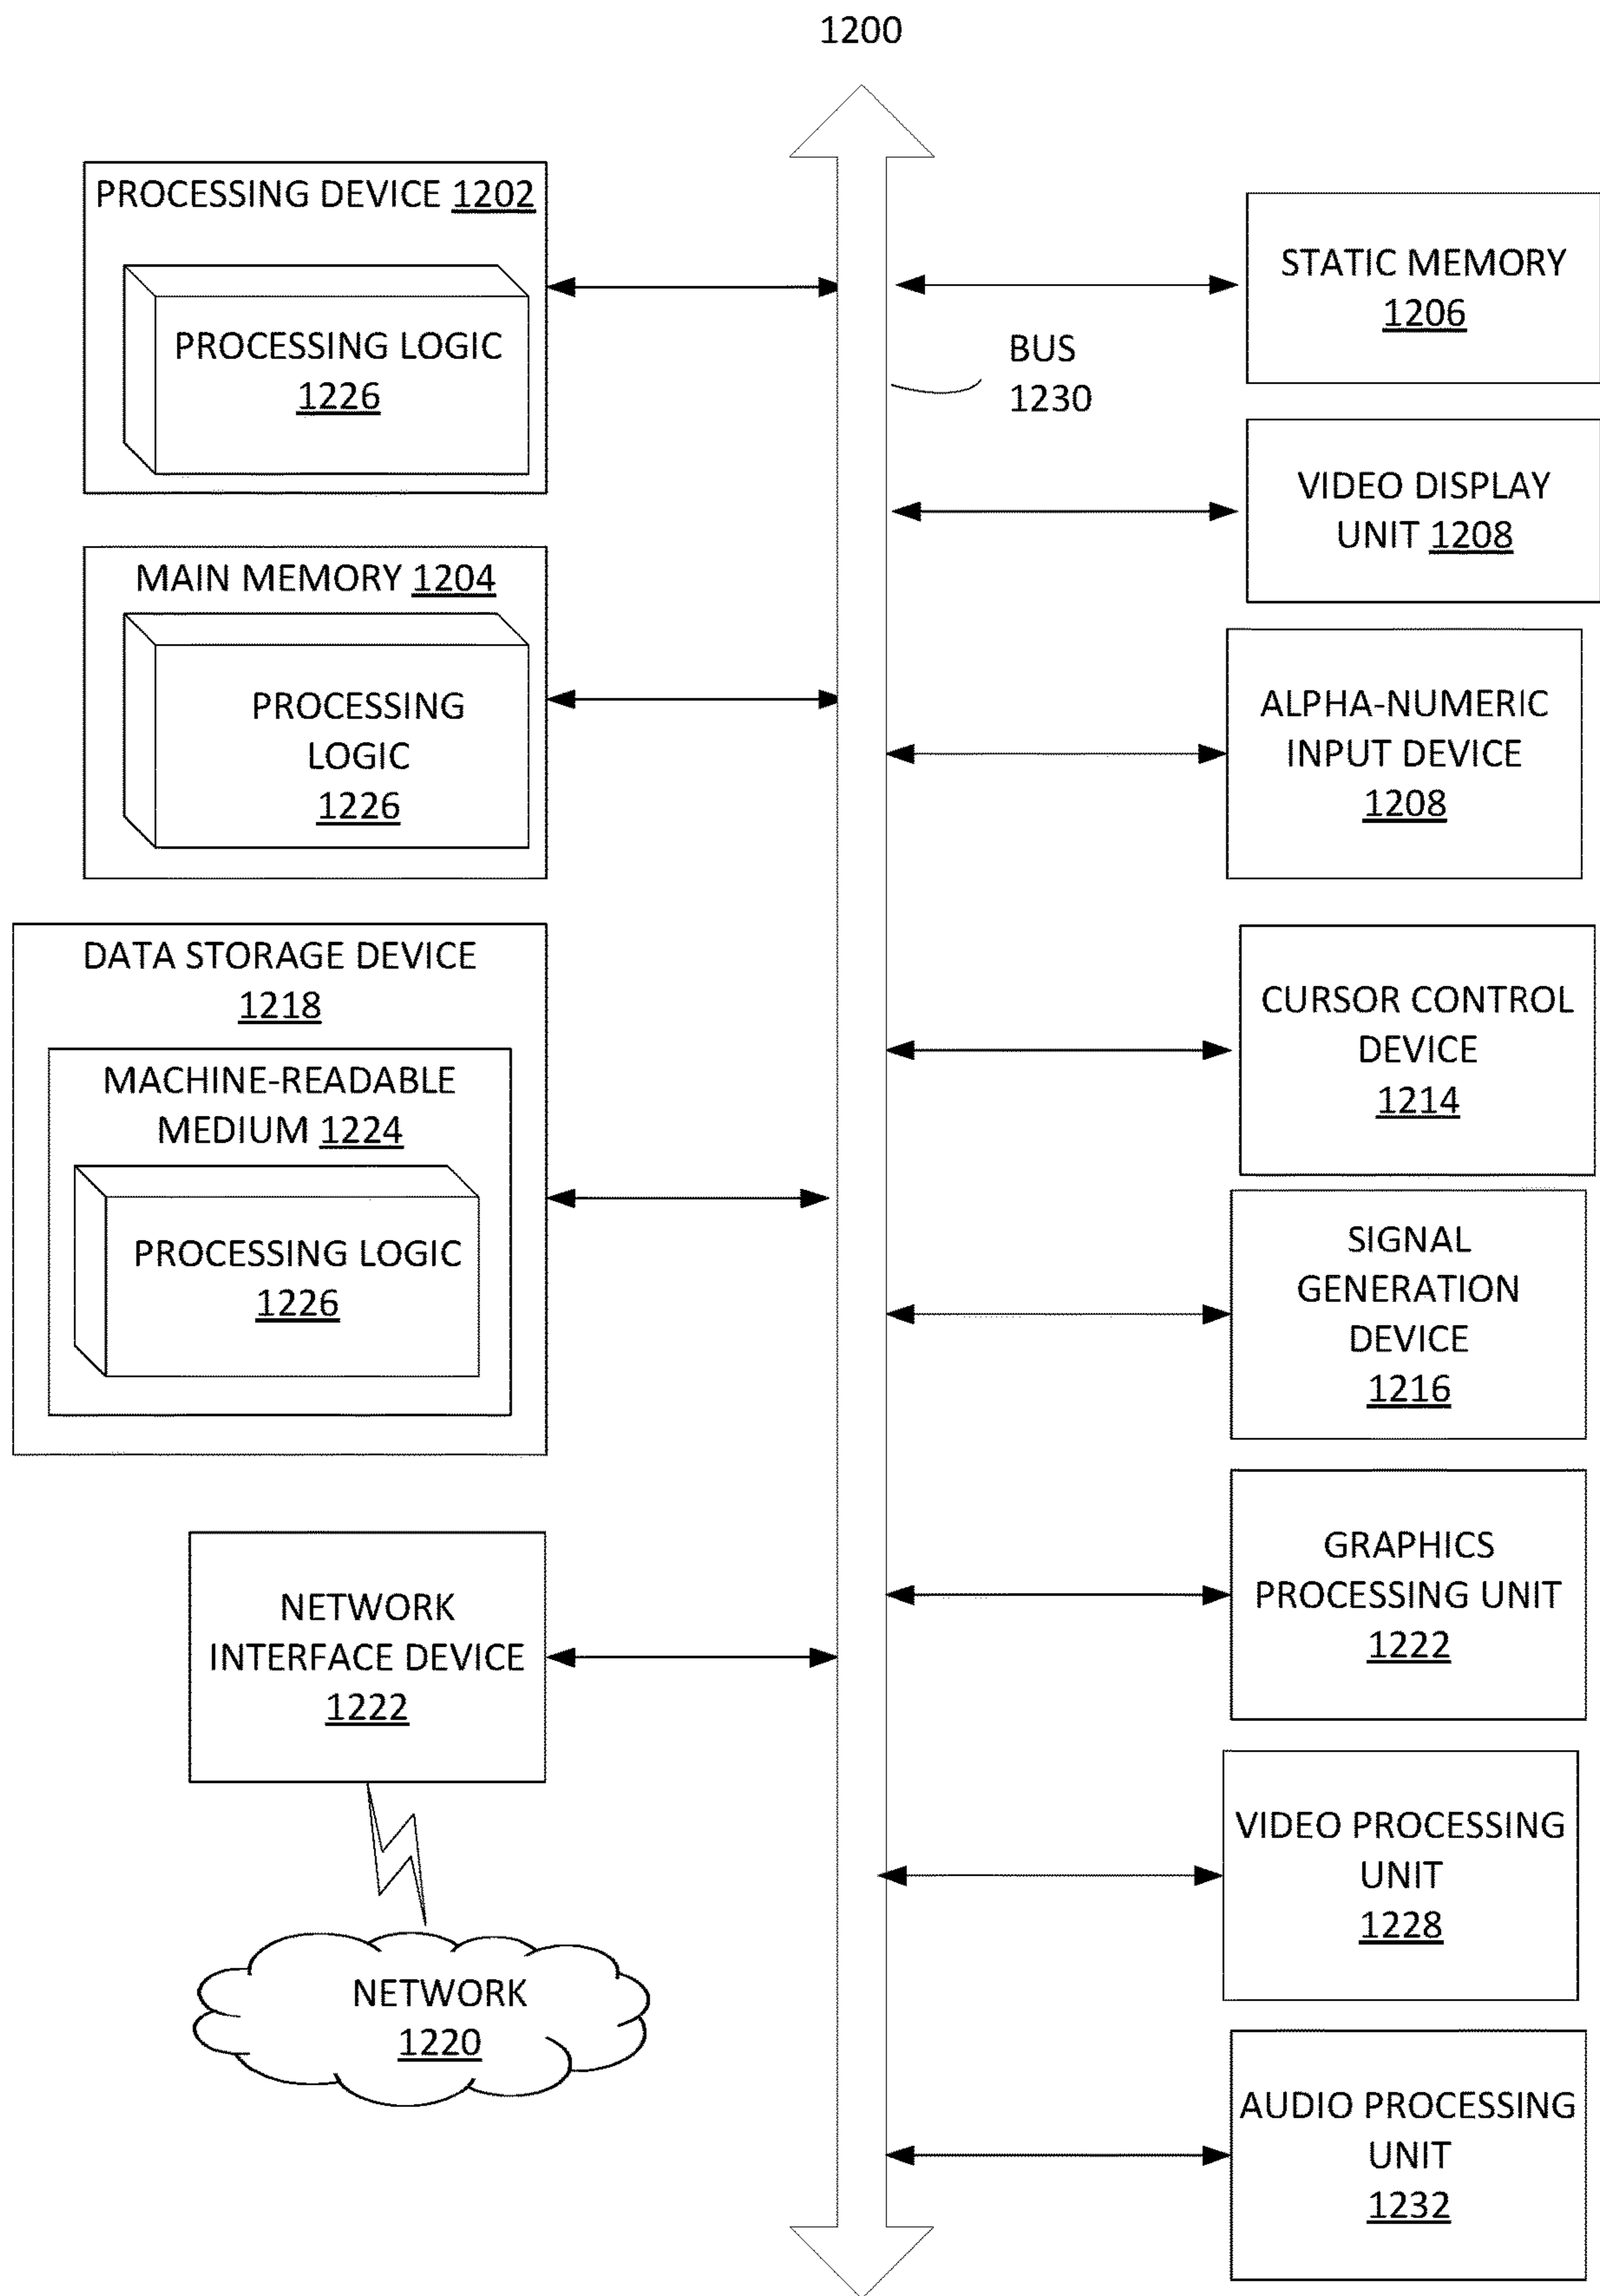 1200
PROCESSING DEVICE 1202
PROCESSING LOGIC
1226
MAIN MEMORY 1204
PROCESSING
LOGIC
1226
DATA STORAGE DEVICE
1218
MACHINE-READABLE
MEDIUM 1224
PROCESSING LOGIC
1226
NETWORK
INTERFACE DEVICE
1222
NETWORK
1220
BUS
1230
STATIC MEMORY
1206
VIDEO DISPLAY
UNIT 1208
ALPHA-NUMERIC
INPUT DEVICE
1208
CURSOR CONTROL
DEVICE
1214
SIGNAL
GENERATION
DEVICE
1216
GRAPHICS
PROCESSING UNIT
1222
VIDEO PROCESSING
UNIT
1228
AUDIO PROCESSING
UNIT
1232